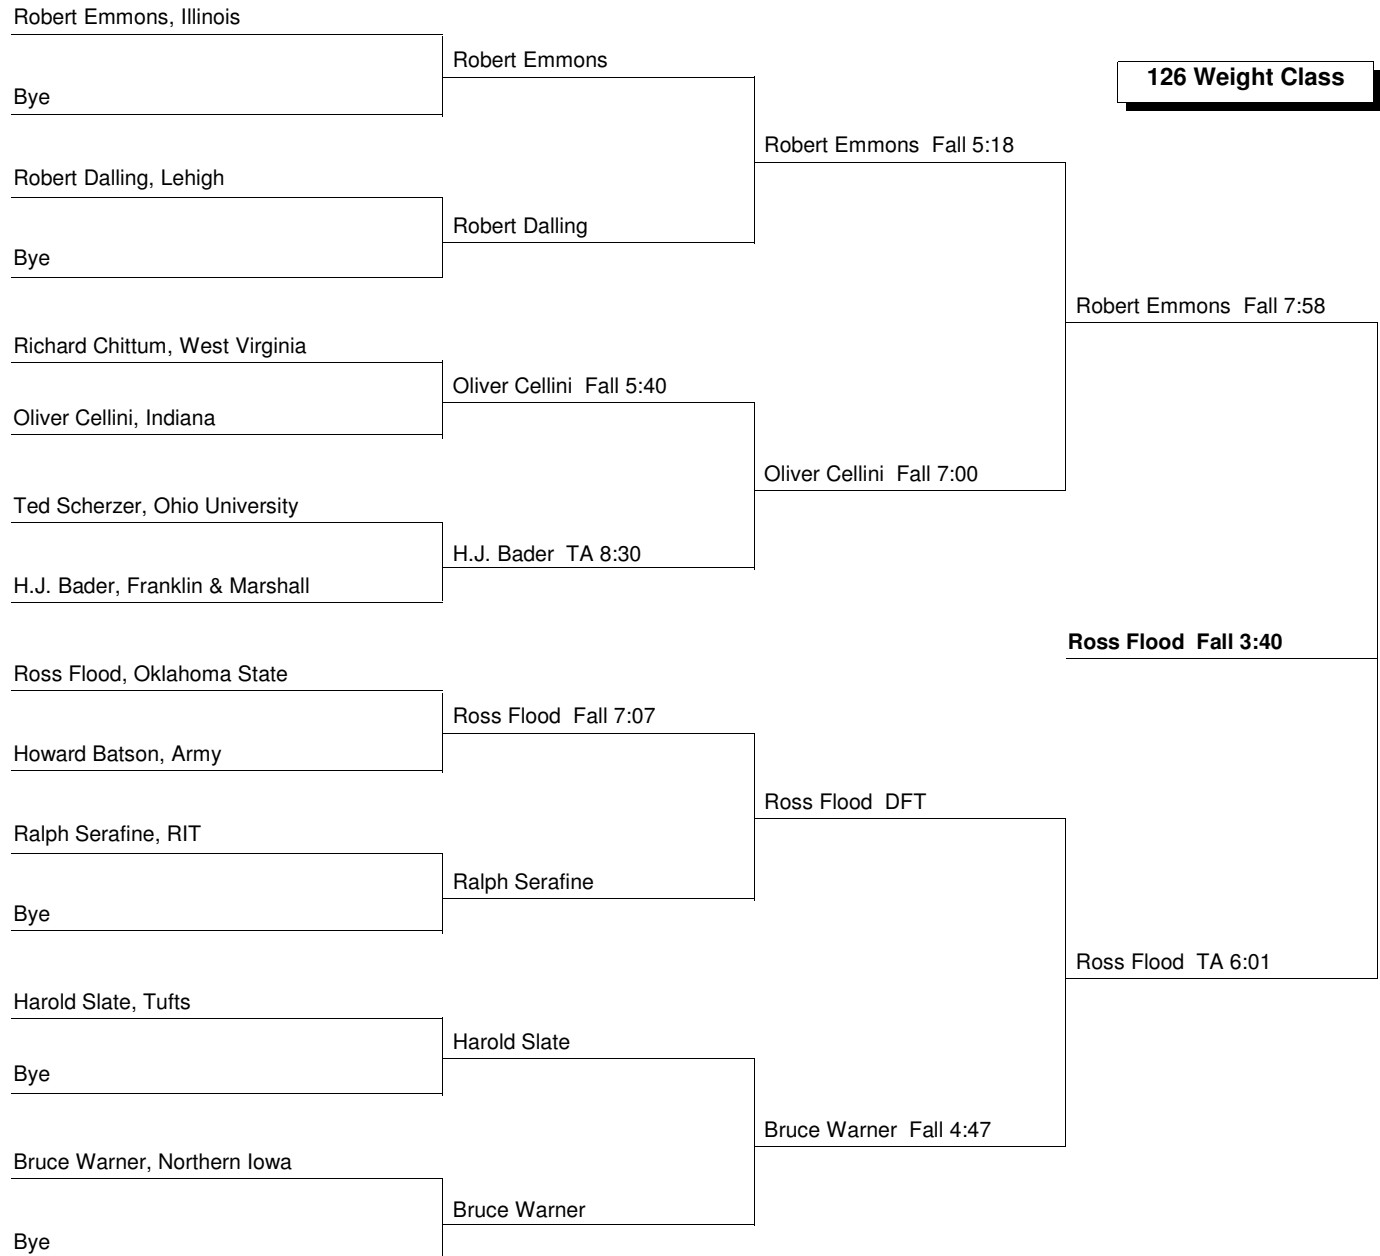 Robert Emmons, Illinois
Robert Emmons
126 Weight Class
Bye
Robert Emmons  Fall 5:18
Robert Dalling, Lehigh
Robert Dalling
Bye
Robert Emmons  Fall 7:58
Richard Chittum, West Virginia
Oliver Cellini  Fall 5:40
Oliver Cellini, Indiana
Oliver Cellini  Fall 7:00
Ted Scherzer, Ohio University
H.J. Bader  TA 8:30
H.J. Bader, Franklin & Marshall
Ross Flood  Fall 3:40
Ross Flood, Oklahoma State
Ross Flood  Fall 7:07
Howard Batson, Army
Ross Flood  DFT
Ralph Serafine, RIT
Ralph Serafine
Bye
Ross Flood  TA 6:01
Harold Slate, Tufts
Harold Slate
Bye
Bruce Warner  Fall 4:47
Bruce Warner, Northern Iowa
Bruce Warner
Bye